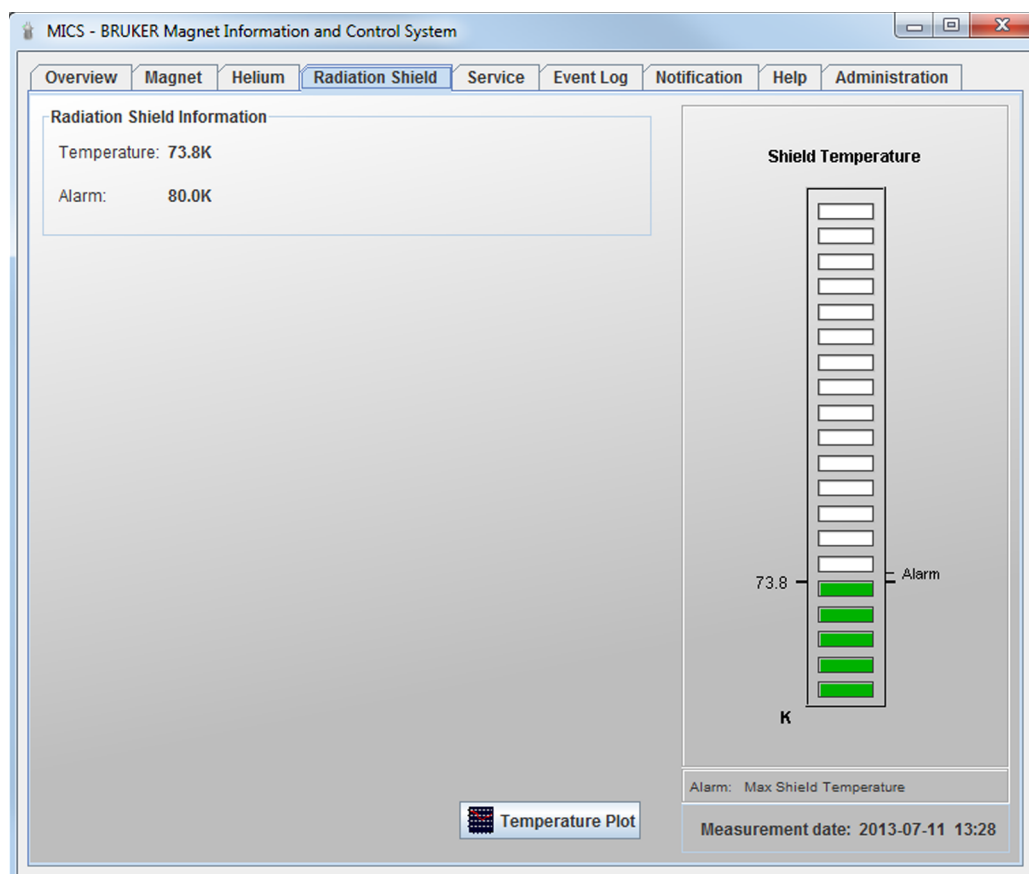 MICS - BRUKER Magnet Information and Control System
Overview Magnet Helium Radiation Shield Service Event Log Notification Help Administration
Radiation Shield Information
Temperature: 73.8K
Alarm: 80.0K
Shield Temperature
73.8
Alarm
K
Alarm: Max Shield Temperature
Temperature Plot
Measurement date: 2013-07-11 13:28